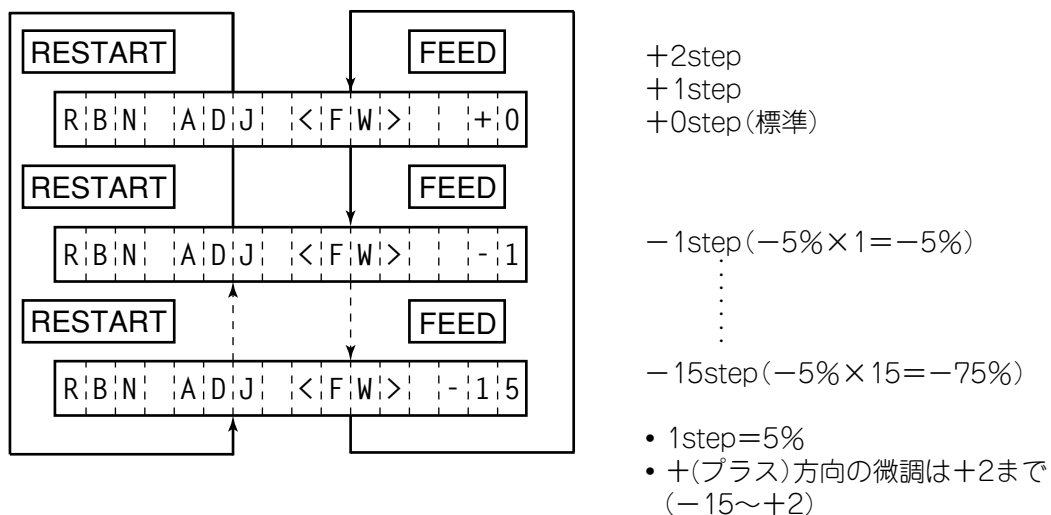 RESTART FEED
RBN ADJ <FW> +0
RESTART FEED
RBN ADJ <FW> -1
RESTART FEED
RBN ADJ <FW> -15
＋2step
＋1step
＋0step（標準）
－1step（－5%×1＝－5%）
－15step（－5%×15＝－75%）
• 1step＝5%
• ＋（プラス）方向の微調は＋2まで
（－15～＋2）